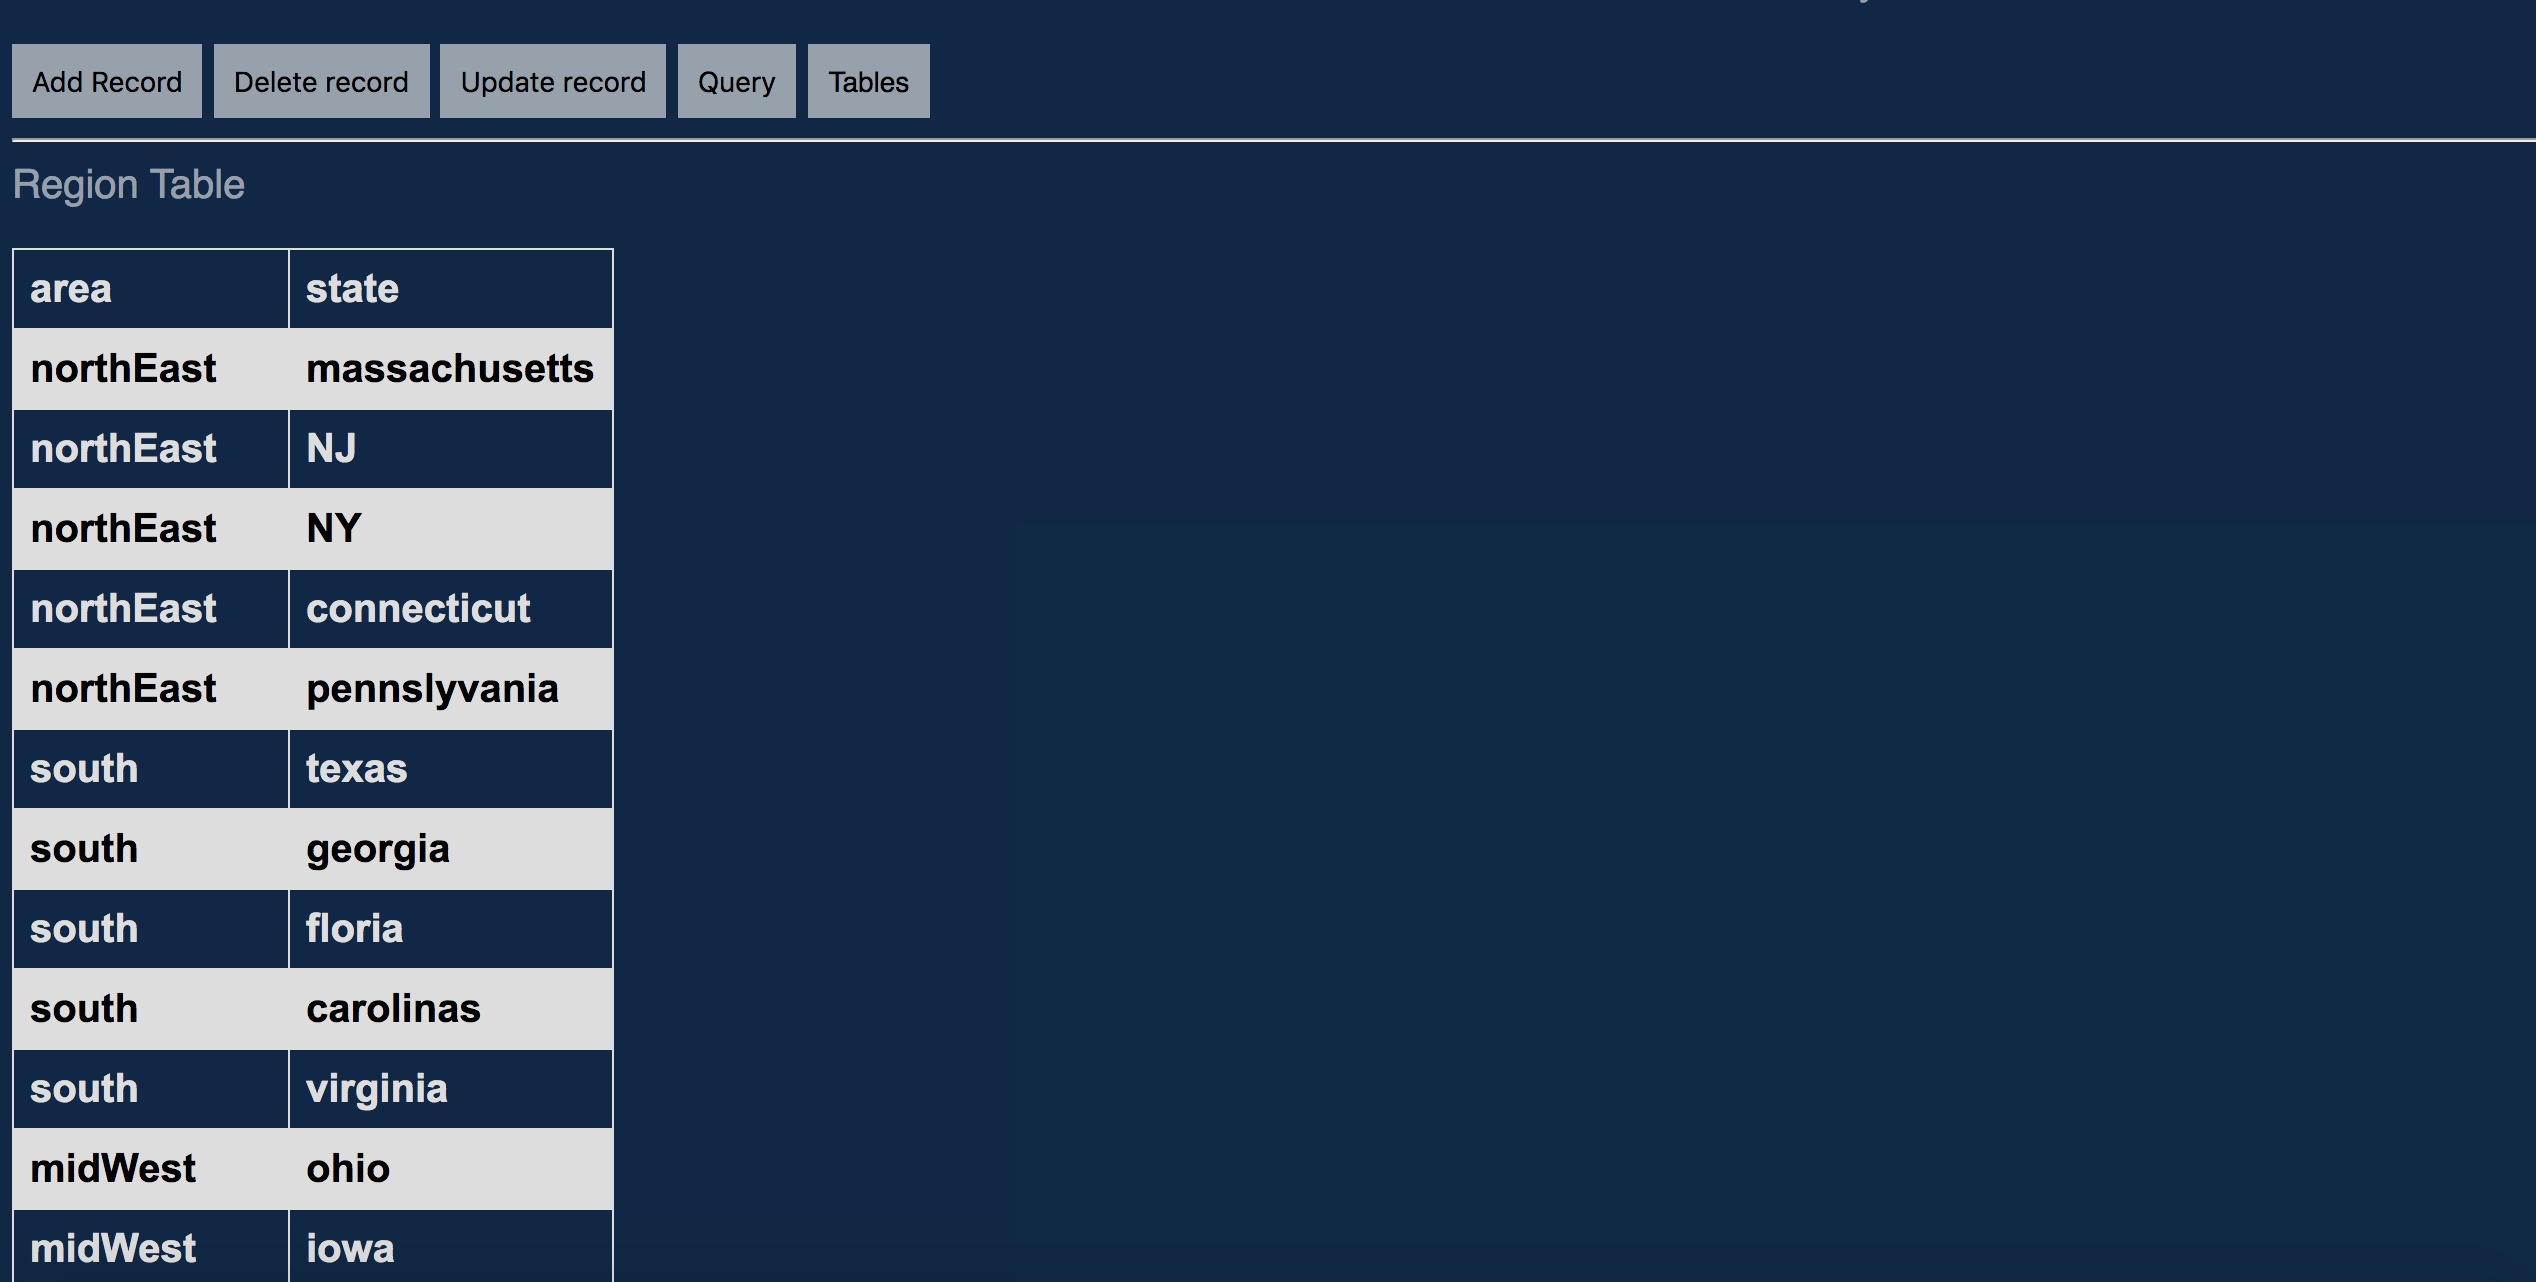 Add Record Delete record Update record Query Tables
Region Table
area state
northEast massachusetts
northEast NJ
northEast NY
northEast connecticut
northEast pennslyvania
south texas
south georgia
south floria
south carolinas
south virginia
midWest ohio
midWest iowa